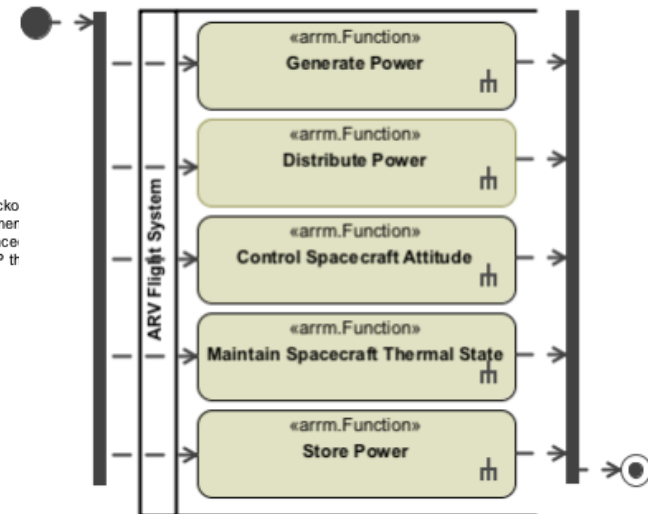 «arrm.Function»
Generate Power
«arrm.Function»
Distribute Power
«arrm.Function»
Control Spacecraft Attitude
«arrm.Function»
Maintain Spacecraft Thermal State
«arrm.Function»
Store Power
ARV Flight System